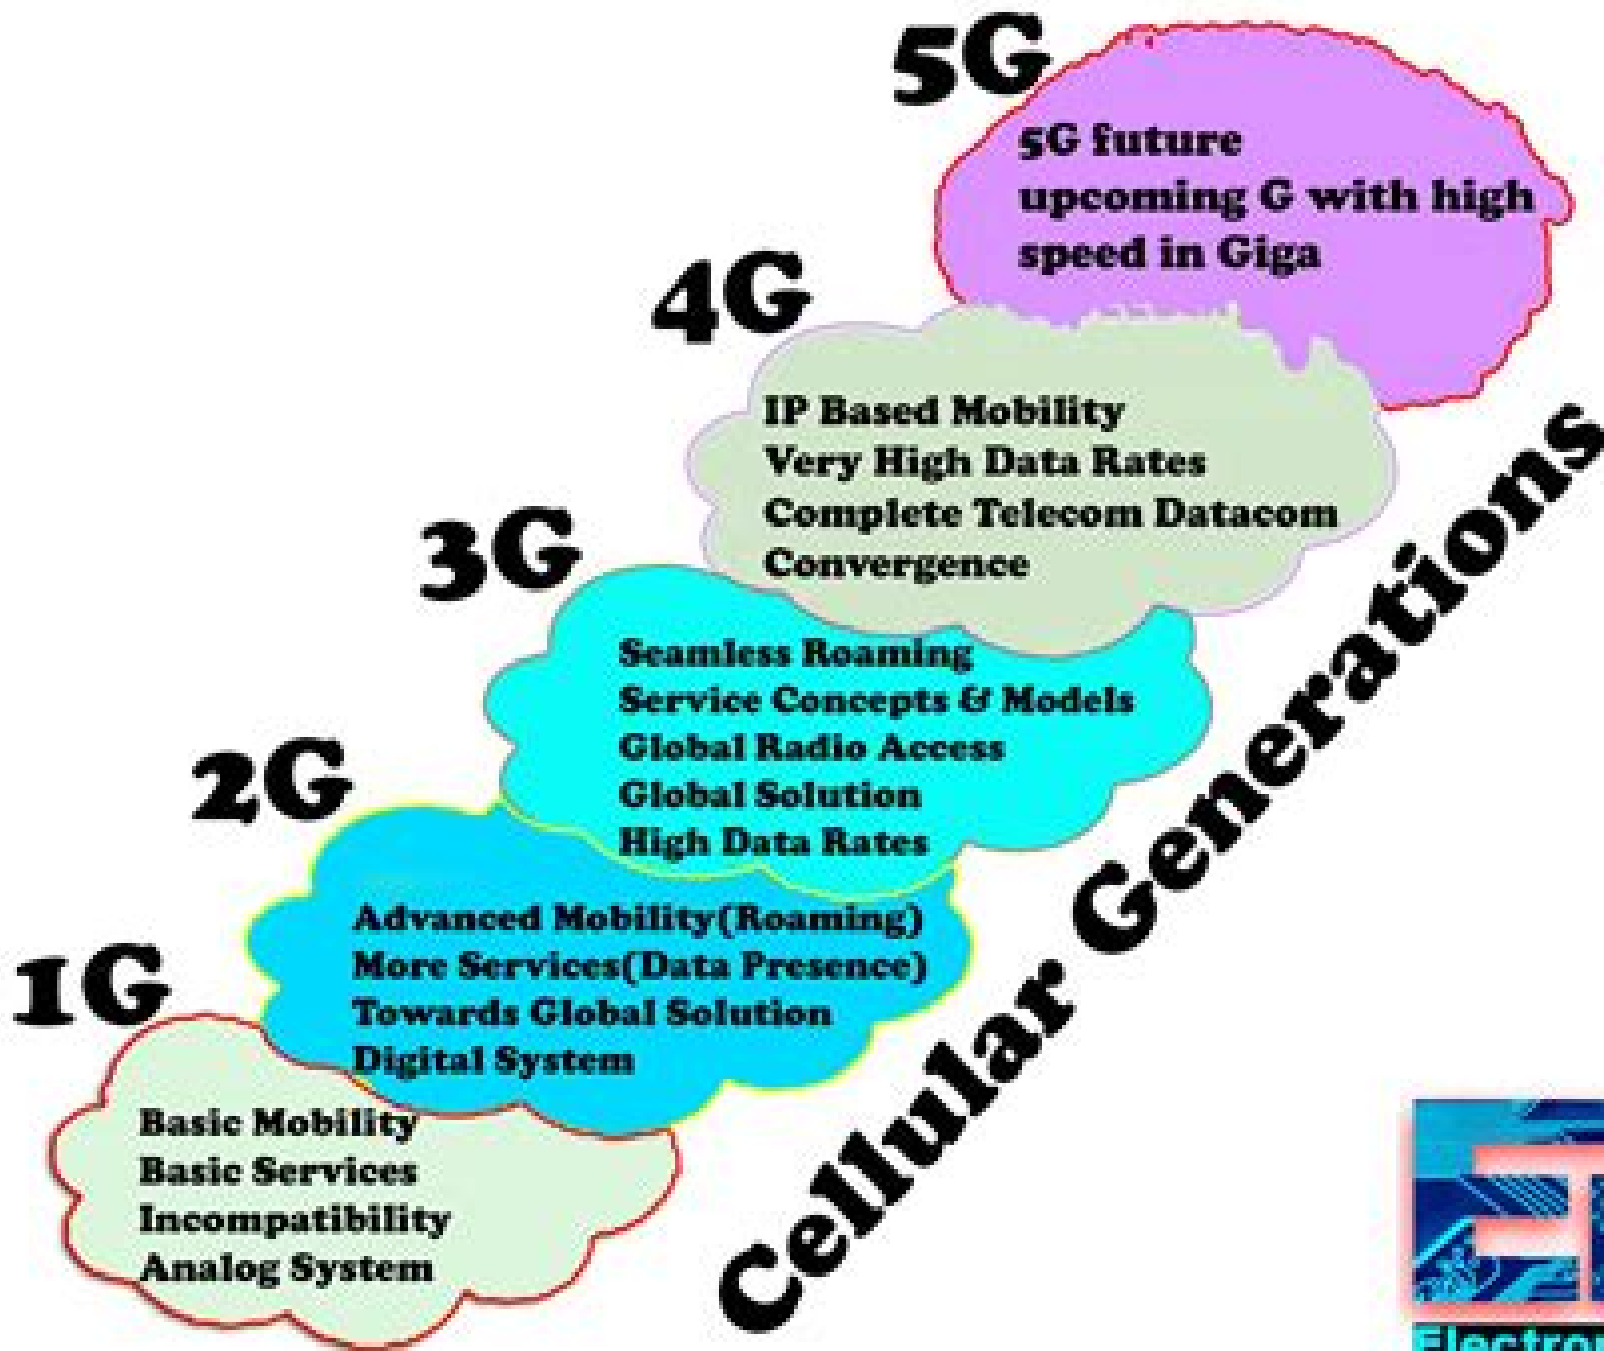 5G
5G future
upcoming G with high
speed in Giga
4G
IP Based Mobility
Very High Data Rates
Complete Telecom Datacom
Convergence
3G
Seamless Roaming
Service Concepts & Models
Global Radio Access
Global Solution
High Data Rates
2G
Advanced Mobility(Roaming)
More Services(Data Presence)
Towards Global Solution
Digital System
1G
Basic Mobility
Basic Services
Incompatibility
Analog System
Cellular Generations